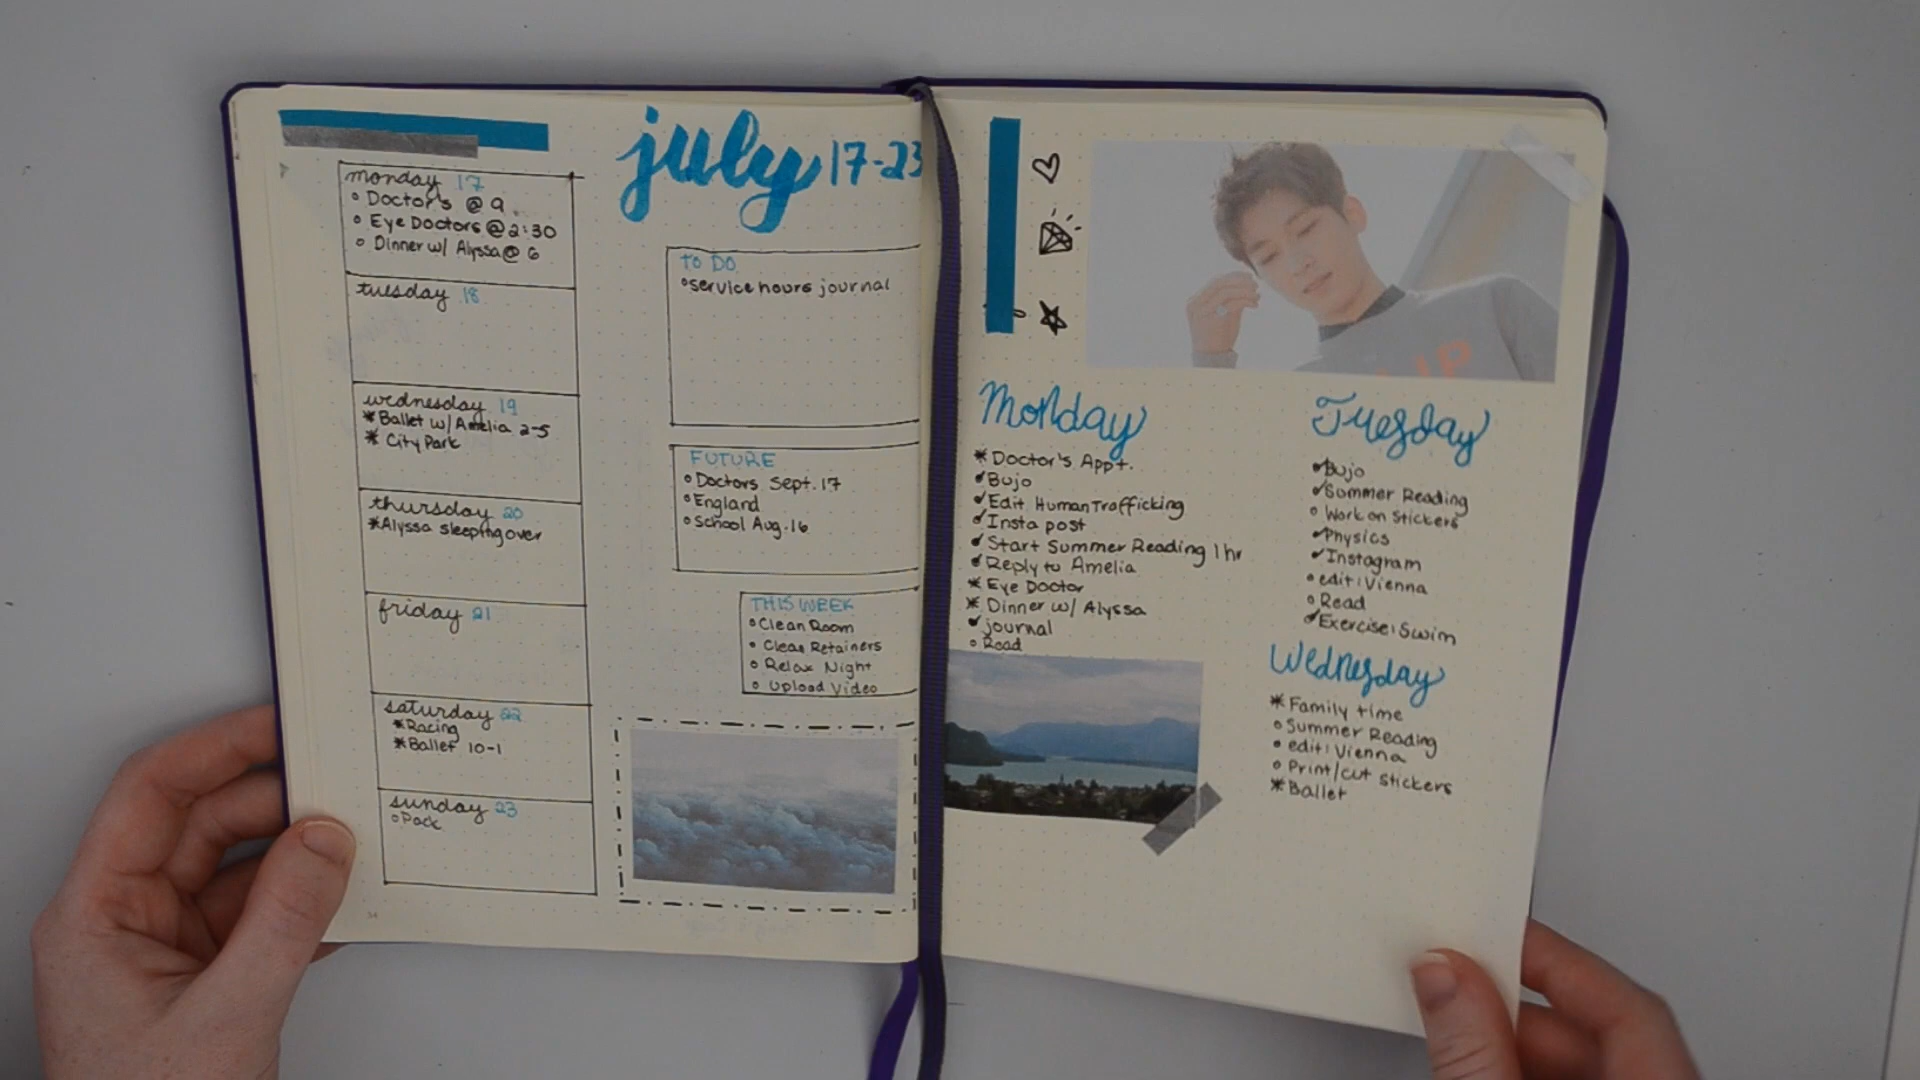 july 17-23
monday 17
Doctor's @ 9
Eye Doctors @ 2:30
Dinner w/ Alyssa @ 6
tuesday 18
wednesday 19
Ballet w/ Amelia 2-5
City Park
thursday 20
Alyssa sleeping over
friday 21
saturday 22
Racing
Ballet 10-1
sunday 23
Pack
34
TO DO
service hours journal
FUTURE
Doctors Sept. 17
England
School Aug. 16
THIS WEEK
Clean Room
Clean Retainers
Relax Night
Upload Video
Monday
Doctor's Appt.
Bujo
Edit Human Trafficking
Insta post
Start Summer Reading 1 hr
Reply to Amelia
Eye Doctor
Dinner w/ Alyssa
journal
Read
Tuesday
Bujo
Summer Reading
Work on Stickers
Physics
Instagram
edit: Vienna
Read
Exercise: Swim
Wednesday
Family time
Summer Reading
edit: Vienna
Print/cut stickers
Ballet